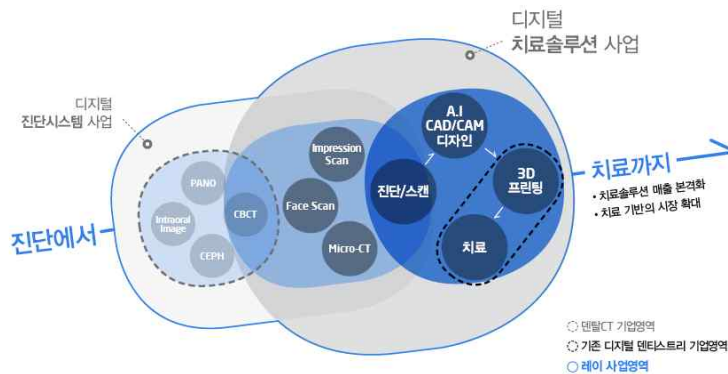 디지털
치료솔루션 사업
디지털
진단시스템 사업
A.I
CAD/CAM
디자인
Impression
Scan
PANO
3D
프린팅
치료까지
• 치료솔루션 매출 본격화
• 치료 기반의 시장 확대
진단/스캔
Face Scan
CBCT
Intraoral
Image
진단에서
Micro-CT
치료
CEPH
덴탈CT 기업영역
기존 디지털 덴티스트리 기업영역
레이 사업영역